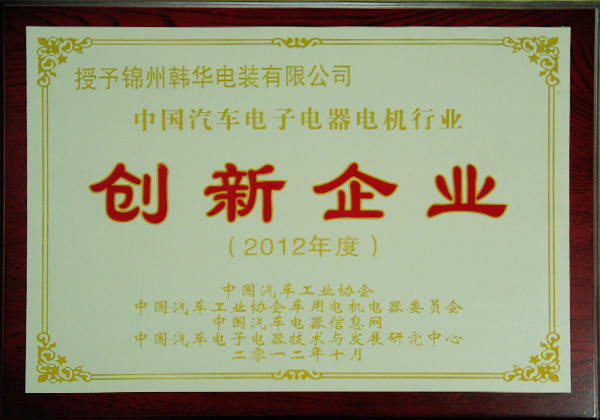 授予锦州韩华电装有限公司
中国汽车电子电器电机行业
创新企业
（2012年度）
中国汽车工业协会
中国汽车工业协会车用电机电器委员会
中国汽车电器信息网
中国汽车电子电器技术与发展研究中心
二零一二年十月